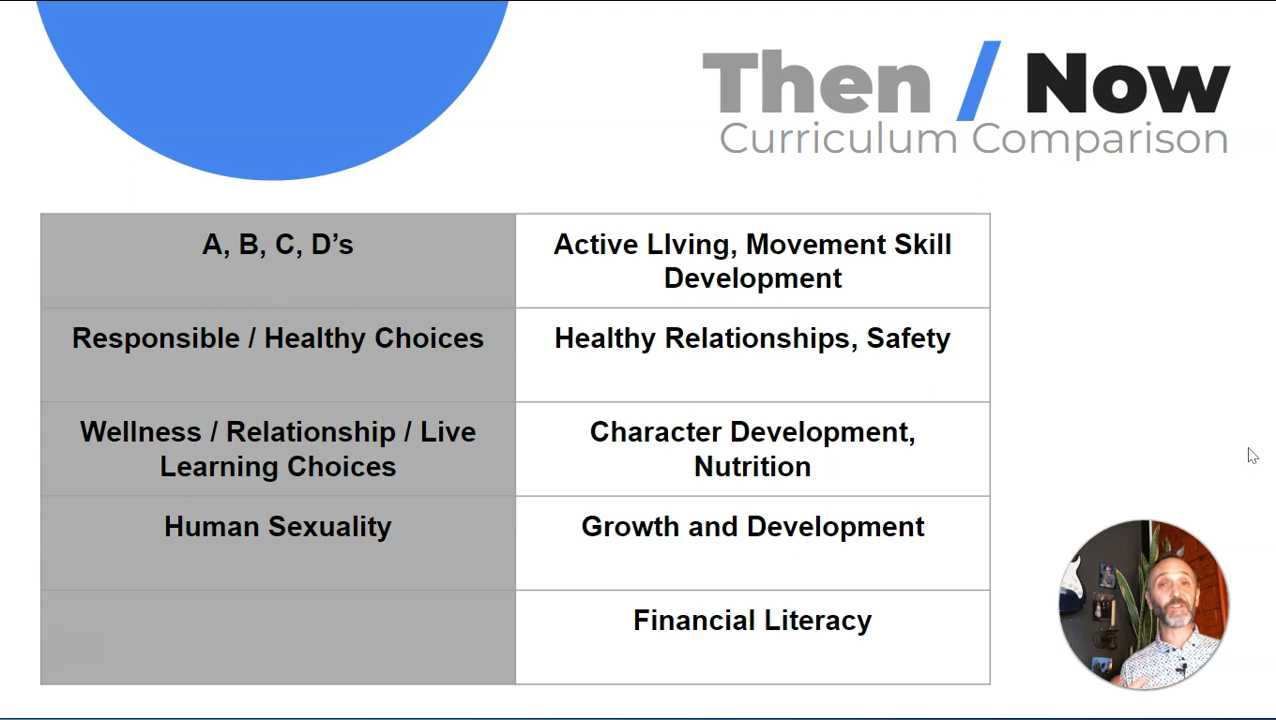 Then / Now
Curriculum Comparison
A, B, C, D’s
Active LIving, Movement Skill
Development
Responsible / Healthy Choices
Healthy Relationships, Safety
Wellness / Relationship / Live
Learning Choices
Character Development,
Nutrition
Human Sexuality
Growth and Development
Financial Literacy